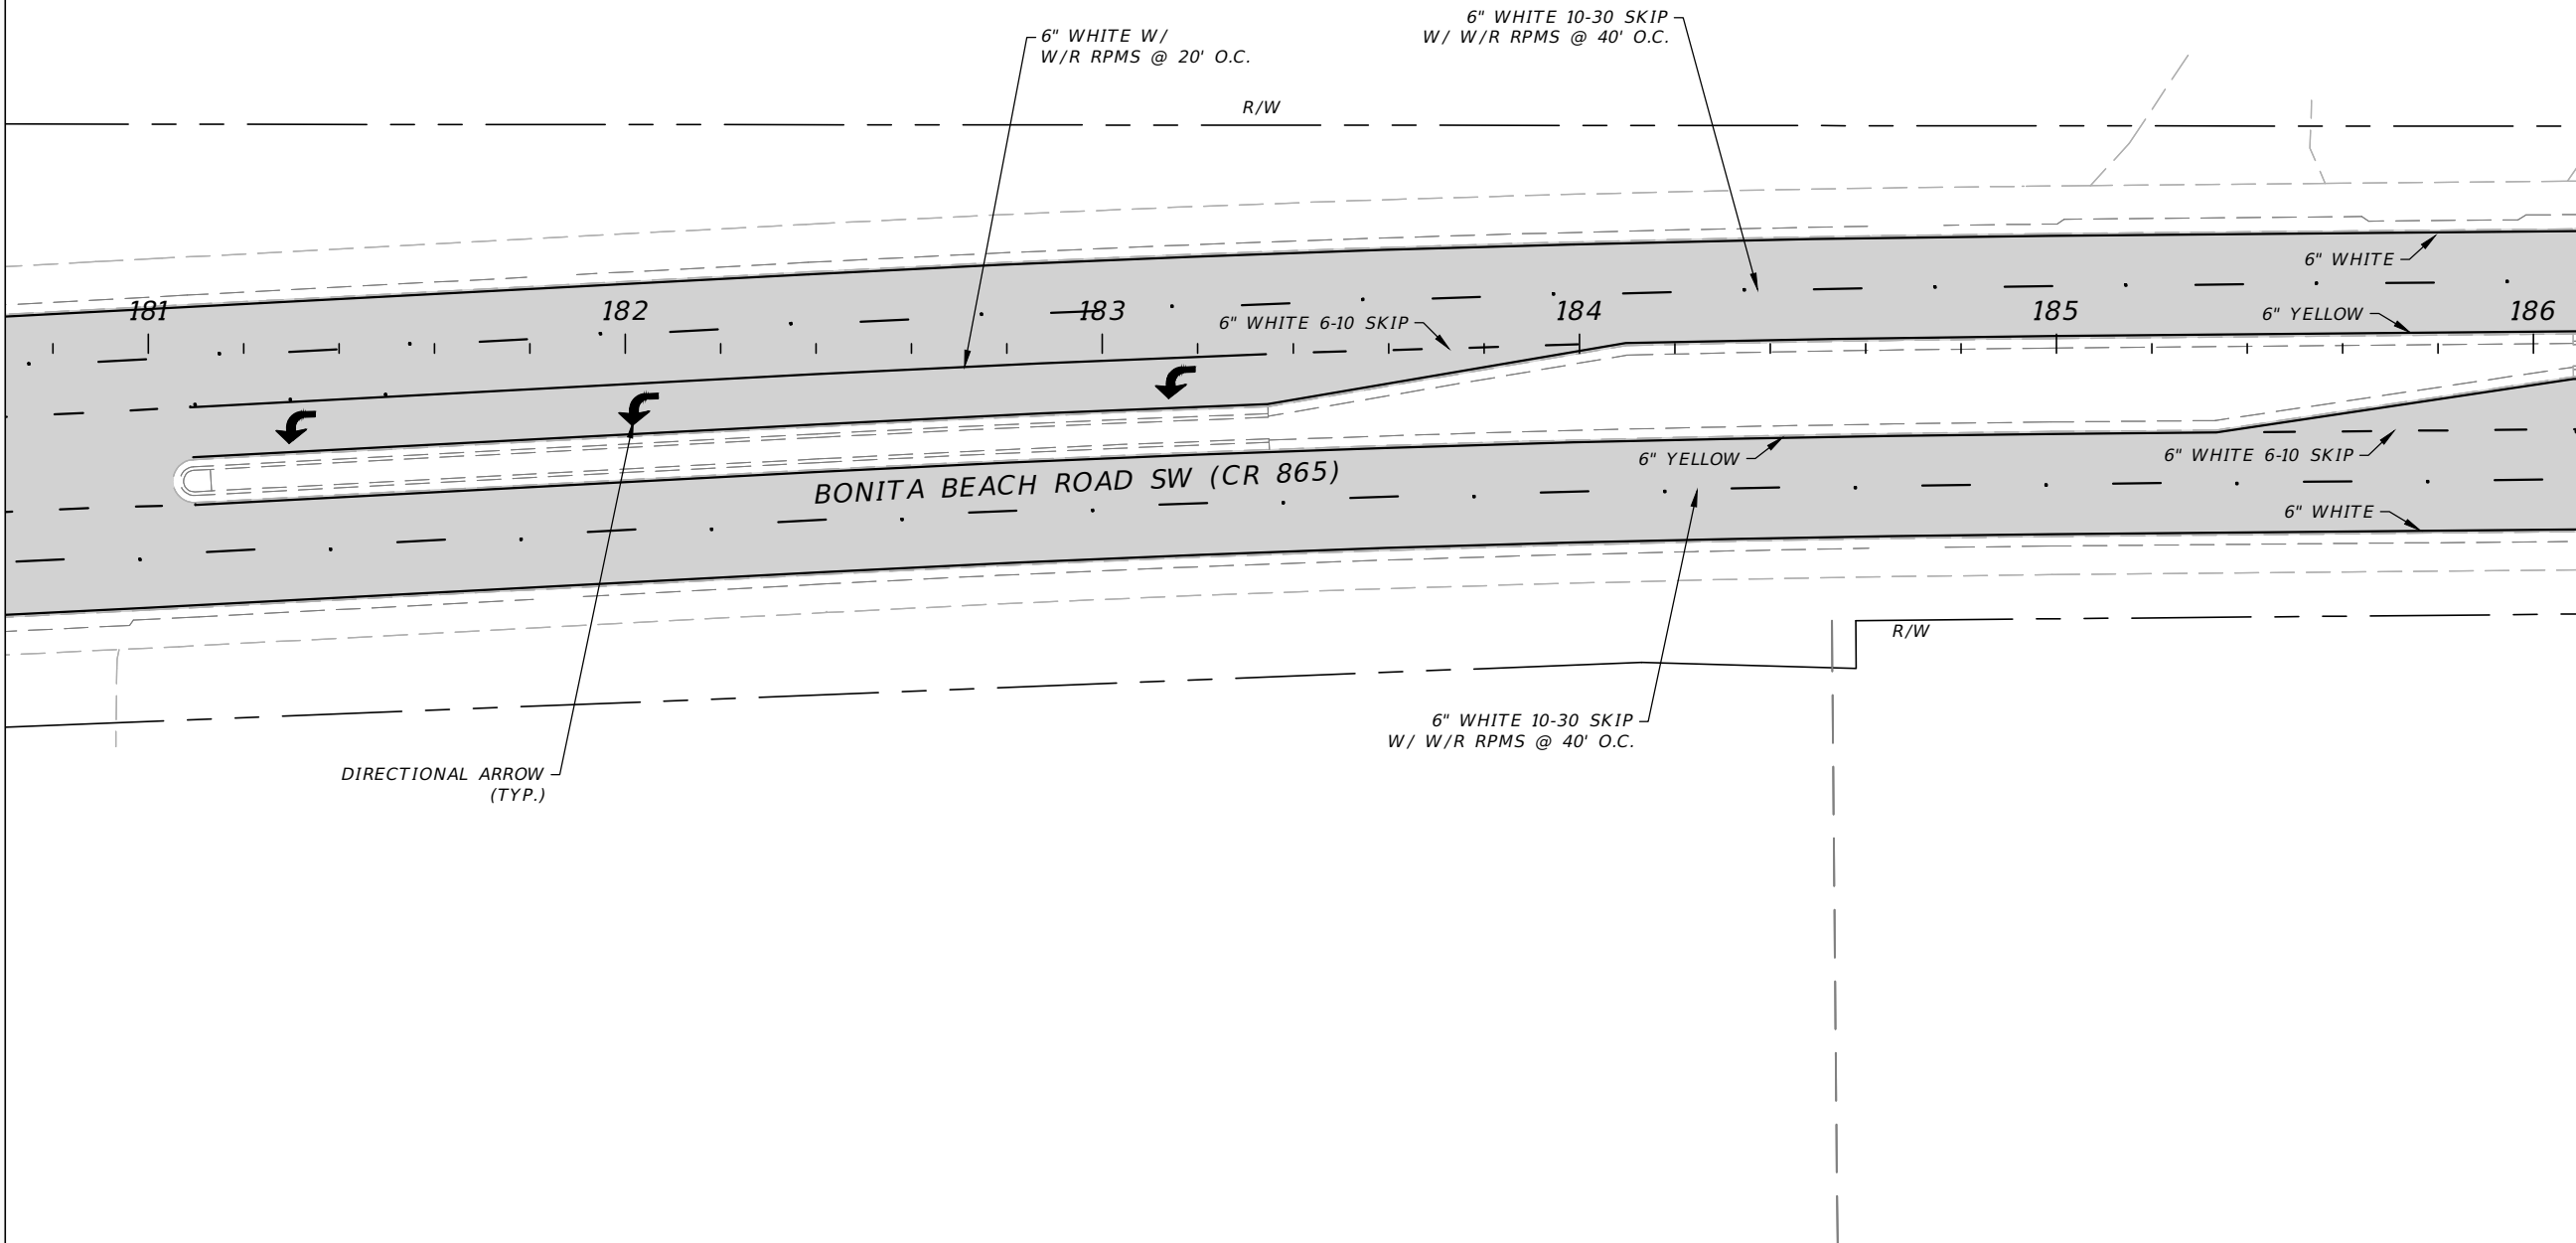 6" WHITE 10-30 SKIP
W/ W/R RPMS @ 40' O.C.
6" WHITE W/
W/R RPMS @ 20' O.C.
R/W
6" WHITE
181
182
183
184
185
186
6" WHITE 6-10 SKIP
6" YELLOW
6" YELLOW
6" WHITE 6-10 SKIP
BONITA BEACH ROAD SW (CR 865)
6" WHITE
R/W
6" WHITE 10-30 SKIP
W/ W/R RPMS @ 40' O.C.
DIRECTIONAL ARROW
(TYP.)